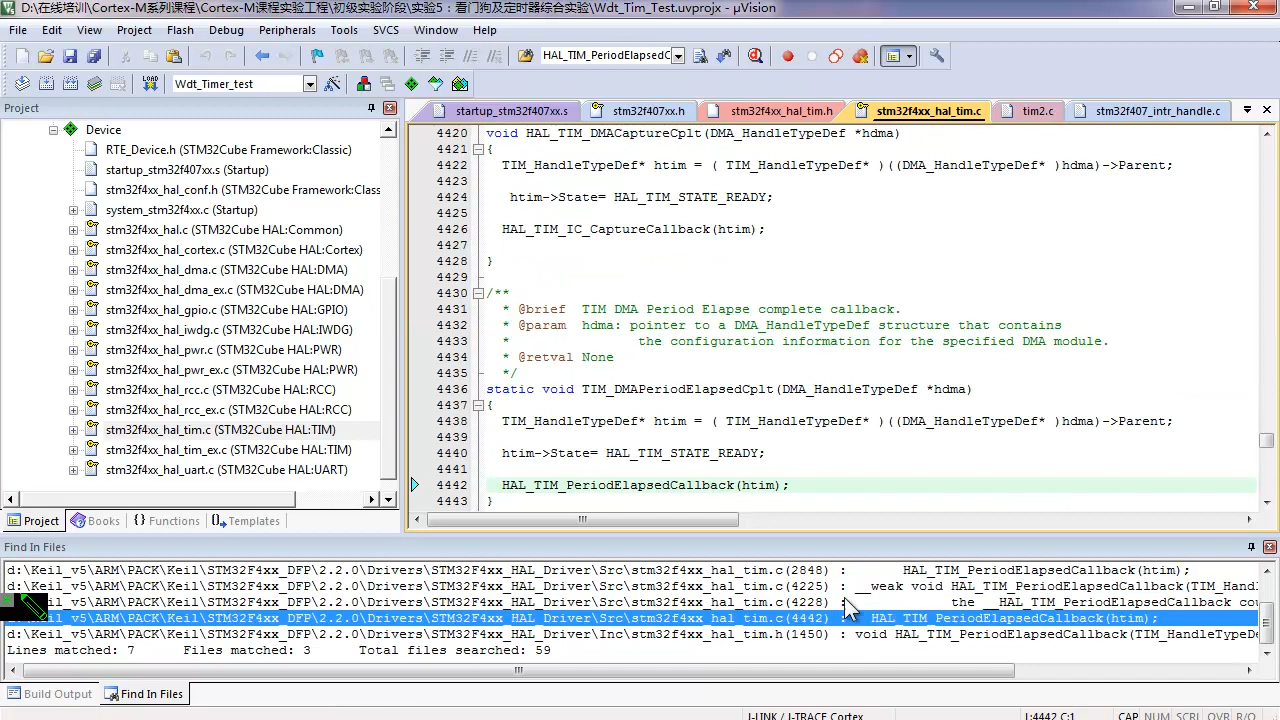 D:\在线培训\Cortex-M系列课程\Cortex-M课程实验工程\初级实验阶段\实验5：看门狗及定时器综合实验\Wdt_Tim_Test.uvprojx - µVision
File Edit View Project Flash Debug Peripherals Tools SVCS Window Help
HAL_TIM_PeriodElapsedC
LOAD Wdt_Timer_test
Project
startup_stm32f407xx.s stm32f407xx.h stm32f4xx_hal_tim.h stm32f4xx_hal_tim.c tim2.c stm32f407_intr_handle.c
Device
RTE_Device.h (STM32Cube Framework:Classic)
startup_stm32f407xx.s (Startup)
stm32f4xx_hal_conf.h (STM32Cube Framework:Class
system_stm32f4xx.c (Startup)
stm32f4xx_hal.c (STM32Cube HAL:Common)
stm32f4xx_hal_cortex.c (STM32Cube HAL:Cortex)
stm32f4xx_hal_dma.c (STM32Cube HAL:DMA)
stm32f4xx_hal_dma_ex.c (STM32Cube HAL:DMA)
stm32f4xx_hal_gpio.c (STM32Cube HAL:GPIO)
stm32f4xx_hal_iwdg.c (STM32Cube HAL:IWDG)
stm32f4xx_hal_pwr.c (STM32Cube HAL:PWR)
stm32f4xx_hal_pwr_ex.c (STM32Cube HAL:PWR)
stm32f4xx_hal_rcc.c (STM32Cube HAL:RCC)
stm32f4xx_hal_rcc_ex.c (STM32Cube HAL:RCC)
stm32f4xx_hal_tim.c (STM32Cube HAL:TIM)
stm32f4xx_hal_tim_ex.c (STM32Cube HAL:TIM)
stm32f4xx_hal_uart.c (STM32Cube HAL:UART)
Project Books Functions Templates
4420 void HAL_TIM_DMACaptureCplt(DMA_HandleTypeDef *hdma)
4421 {
4422 TIM_HandleTypeDef* htim = ( TIM_HandleTypeDef* )((DMA_HandleTypeDef* )hdma)->Parent;
4423
4424 htim->State= HAL_TIM_STATE_READY;
4425
4426 HAL_TIM_IC_CaptureCallback(htim);
4427
4428 }
4429
4430 /**
4431 * @brief TIM DMA Period Elapse complete callback.
4432 * @param hdma: pointer to a DMA_HandleTypeDef structure that contains
4433 * the configuration information for the specified DMA module.
4434 * @retval None
4435 */
4436 static void TIM_DMAPeriodElapsedCplt(DMA_HandleTypeDef *hdma)
4437 {
4438 TIM_HandleTypeDef* htim = ( TIM_HandleTypeDef* )((DMA_HandleTypeDef* )hdma)->Parent;
4439
4440 htim->State= HAL_TIM_STATE_READY;
4441
4442 HAL_TIM_PeriodElapsedCallback(htim);
4443 }
Find In Files
d:\Keil_v5\ARM\PACK\Keil\STM32F4xx_DFP\2.2.0\Drivers\STM32F4xx_HAL_Driver\Src\stm32f4xx_hal_tim.c(2848) : HAL_TIM_PeriodElapsedCallback(htim);
d:\Keil_v5\ARM\PACK\Keil\STM32F4xx_DFP\2.2.0\Drivers\STM32F4xx_HAL_Driver\Src\stm32f4xx_hal_tim.c(4225) : __weak void HAL_TIM_PeriodElapsedCallback(TIM_Handl
Keil_v5\ARM\PACK\Keil\STM32F4xx_DFP\2.2.0\Drivers\STM32F4xx_HAL_Driver\Src\stm32f4xx_hal_tim.c(4228) : the __HAL_TIM_PeriodElapsedCallback cou
Keil_v5\ARM\PACK\Keil\STM32F4xx_DFP\2.2.0\Drivers\STM32F4xx_HAL_Driver\Src\stm32f4xx_hal_tim.c(4442) : HAL_TIM_PeriodElapsedCallback(htim);
d:\Keil_v5\ARM\PACK\Keil\STM32F4xx_DFP\2.2.0\Drivers\STM32F4xx_HAL_Driver\Inc\stm32f4xx_hal_tim.h(1450) : void HAL_TIM_PeriodElapsedCallback(TIM_HandleTypeDe
Lines matched: 7 Files matched: 3 Total files searched: 59
Build Output Find In Files
J-LINK / J-TRACE Cortex L:4442 C:1 CAP NUM SCRL OVR R/O